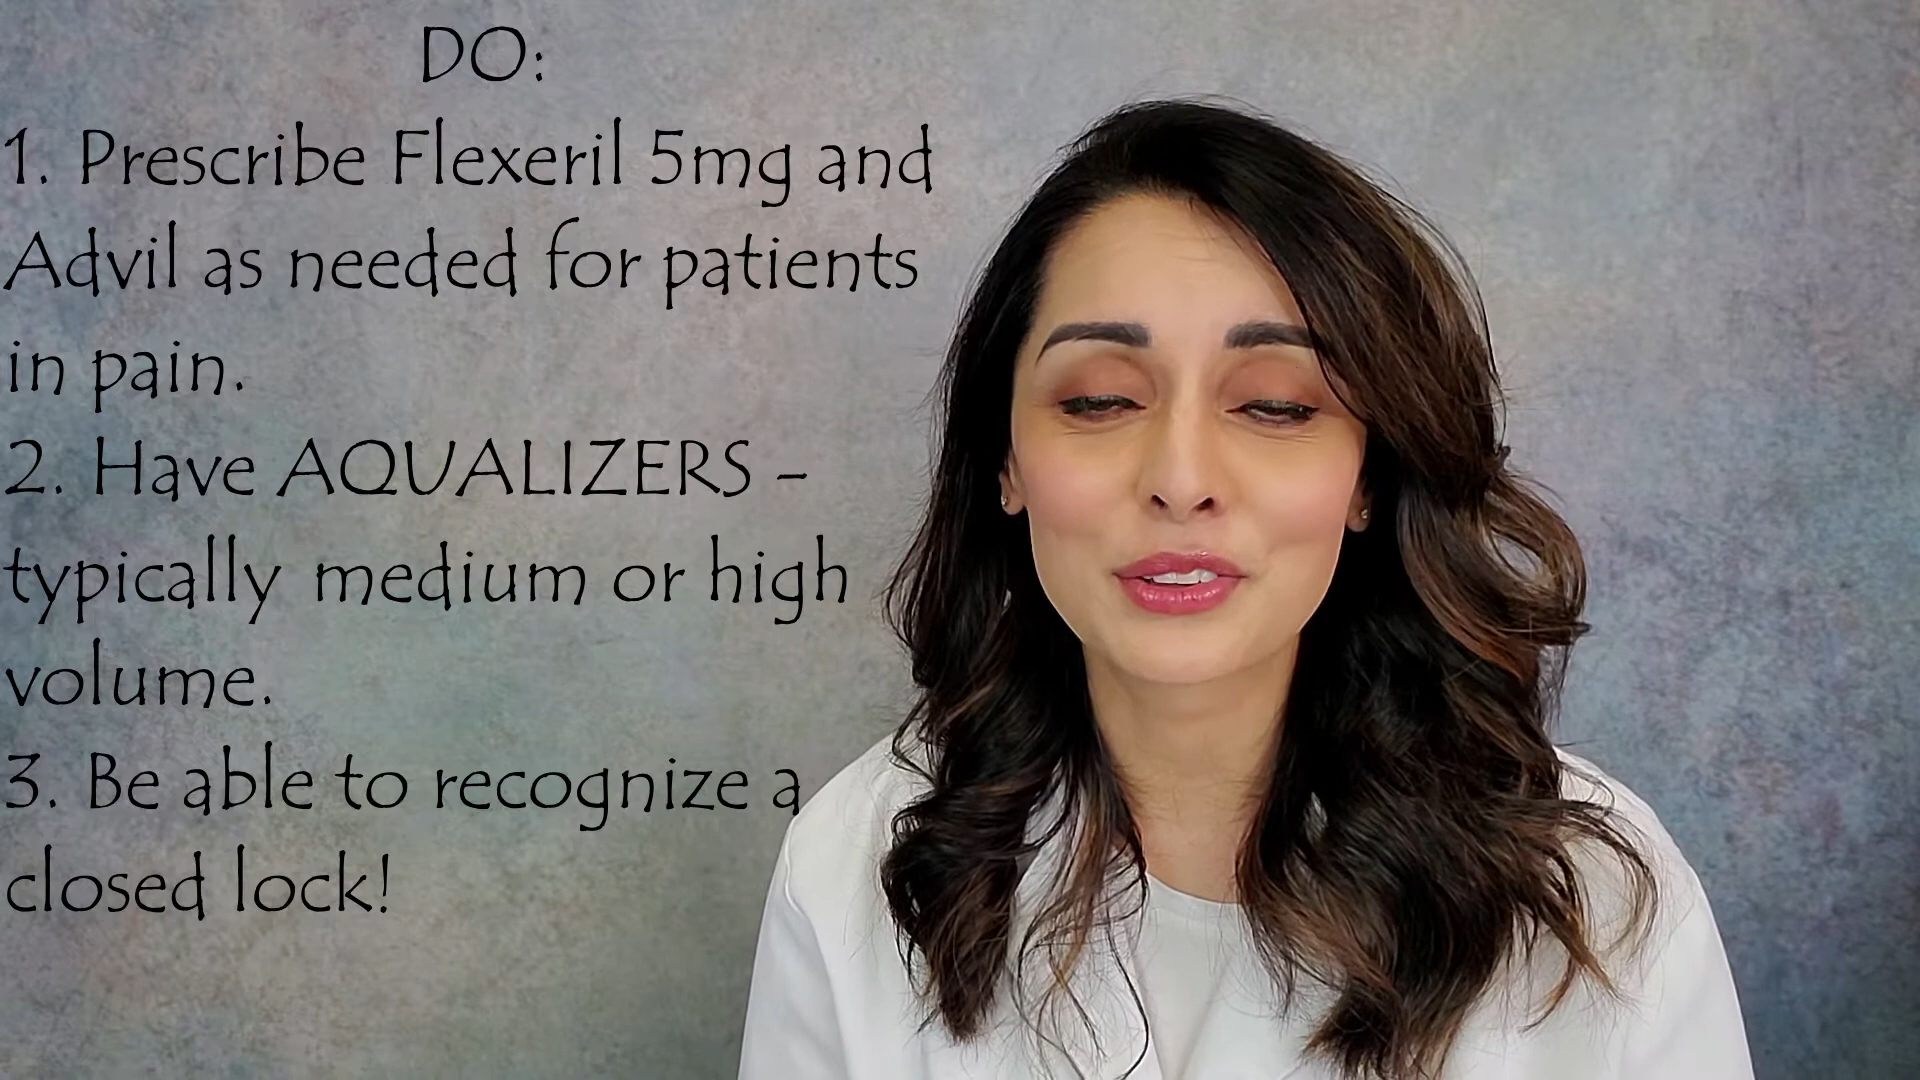 DO:
1. Prescribe Flexeril 5mg and
Advil as needed for patients
in pain.
2. Have AQUALIZERS -
typically medium or high
volume.
3. Be able to recognize a
closed lock!